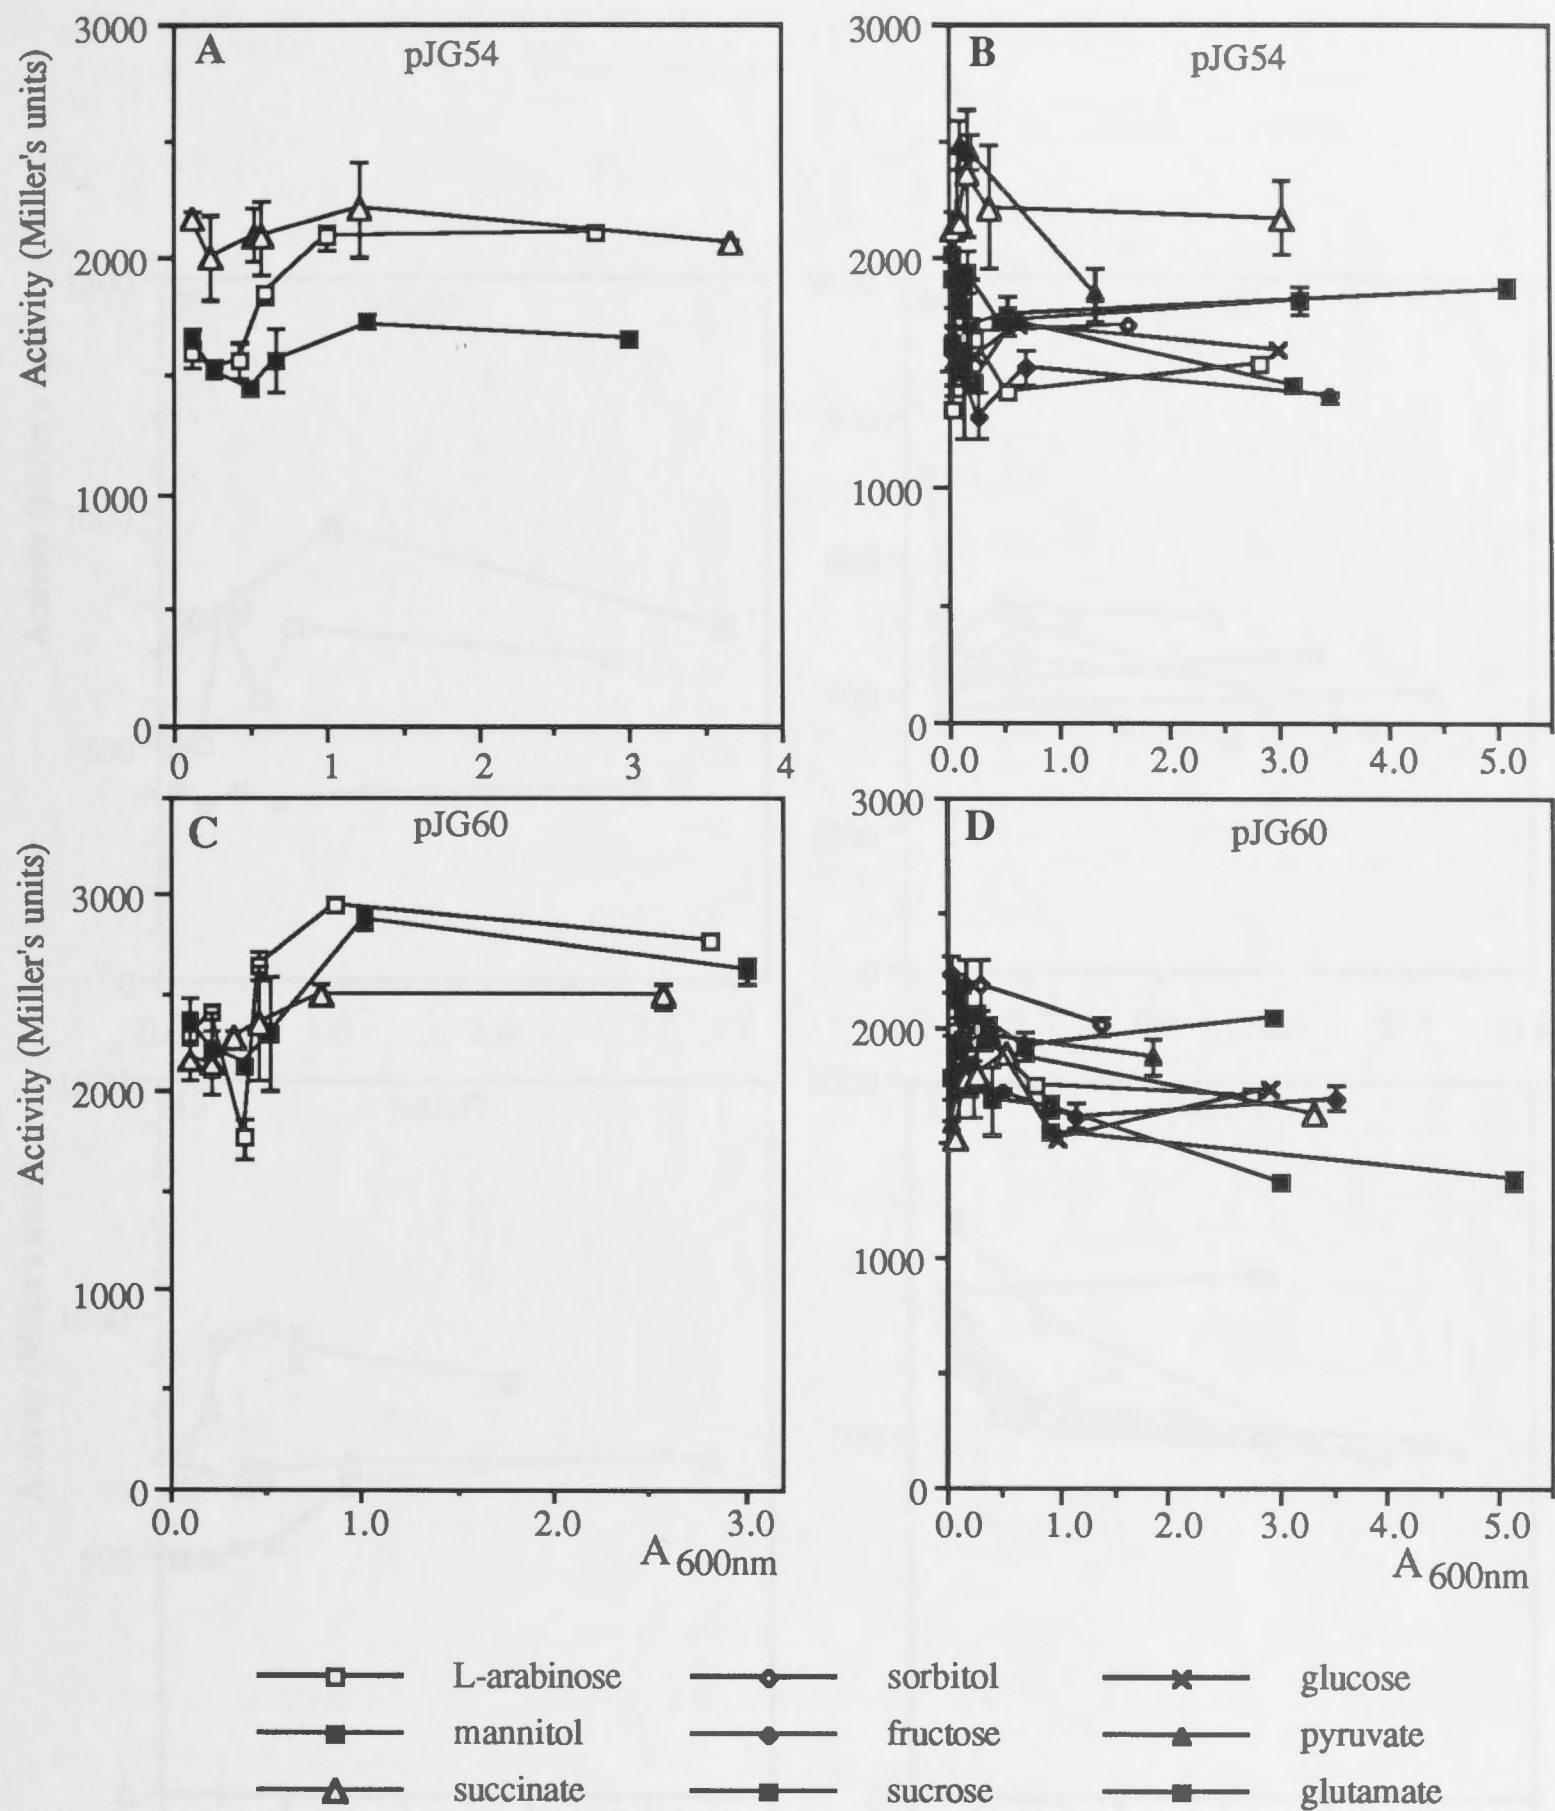 A pJG54
B pJG54
Activity (Miller's units)
3000
2000
1000
0
0 1 2 3 4
3000
2000
1000
0
0.0 1.0 2.0 3.0 4.0 5.0
C pJG60
D pJG60
Activity (Miller's units)
3000
2000
1000
0
0.0 1.0 2.0 3.0
A 600nm
3000
2000
1000
0
0.0 1.0 2.0 3.0 4.0 5.0
A 600nm
L-arabinose sorbitol glucose
mannitol fructose pyruvate
succinate sucrose glutamate